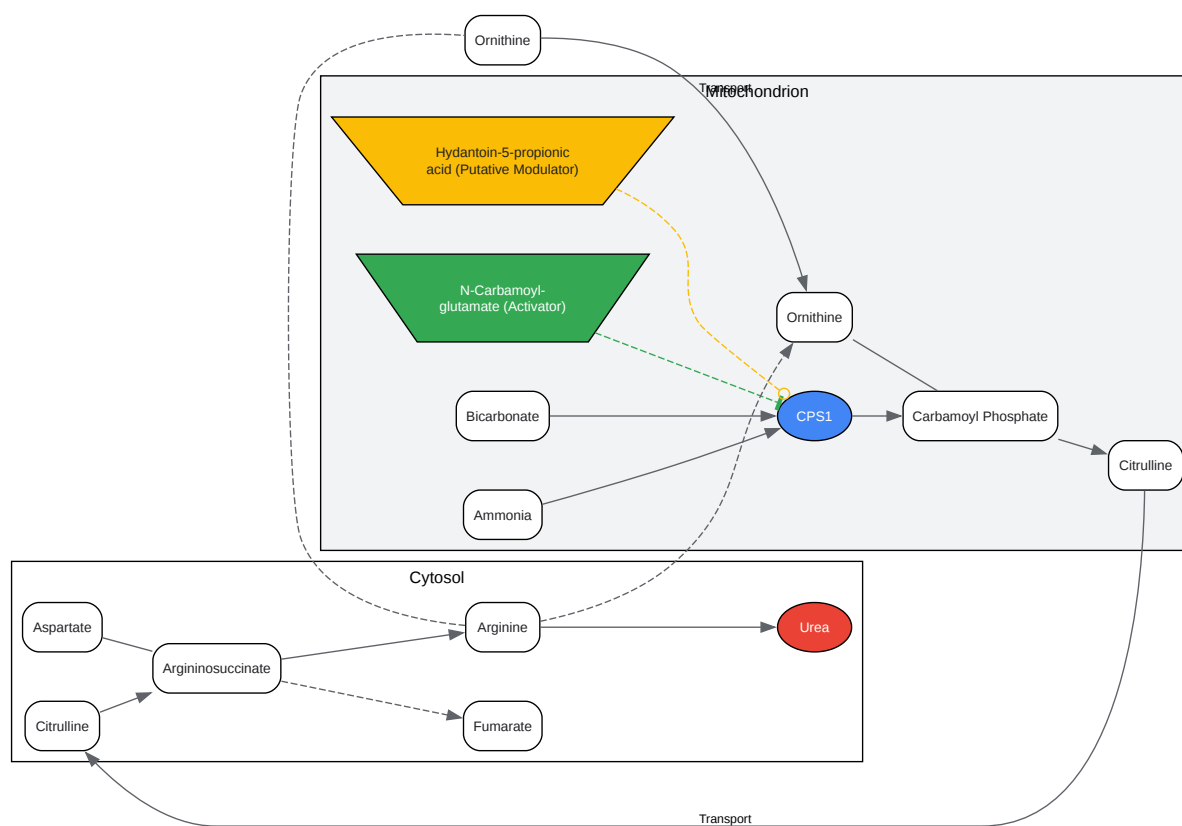 Ornithine
Transport
Mitochondrion
Hydantoin-5-propionic
acid (Putative Modulator)
N-Carbamoyl-
glutamate (Activator)
Ornithine
Bicarbonate
CPS1
Carbamoyl Phosphate
Citrulline
Ammonia
Cytosol
Aspartate
Arginine
Urea
Argininosuccinate
Citrulline
Fumarate
Transport